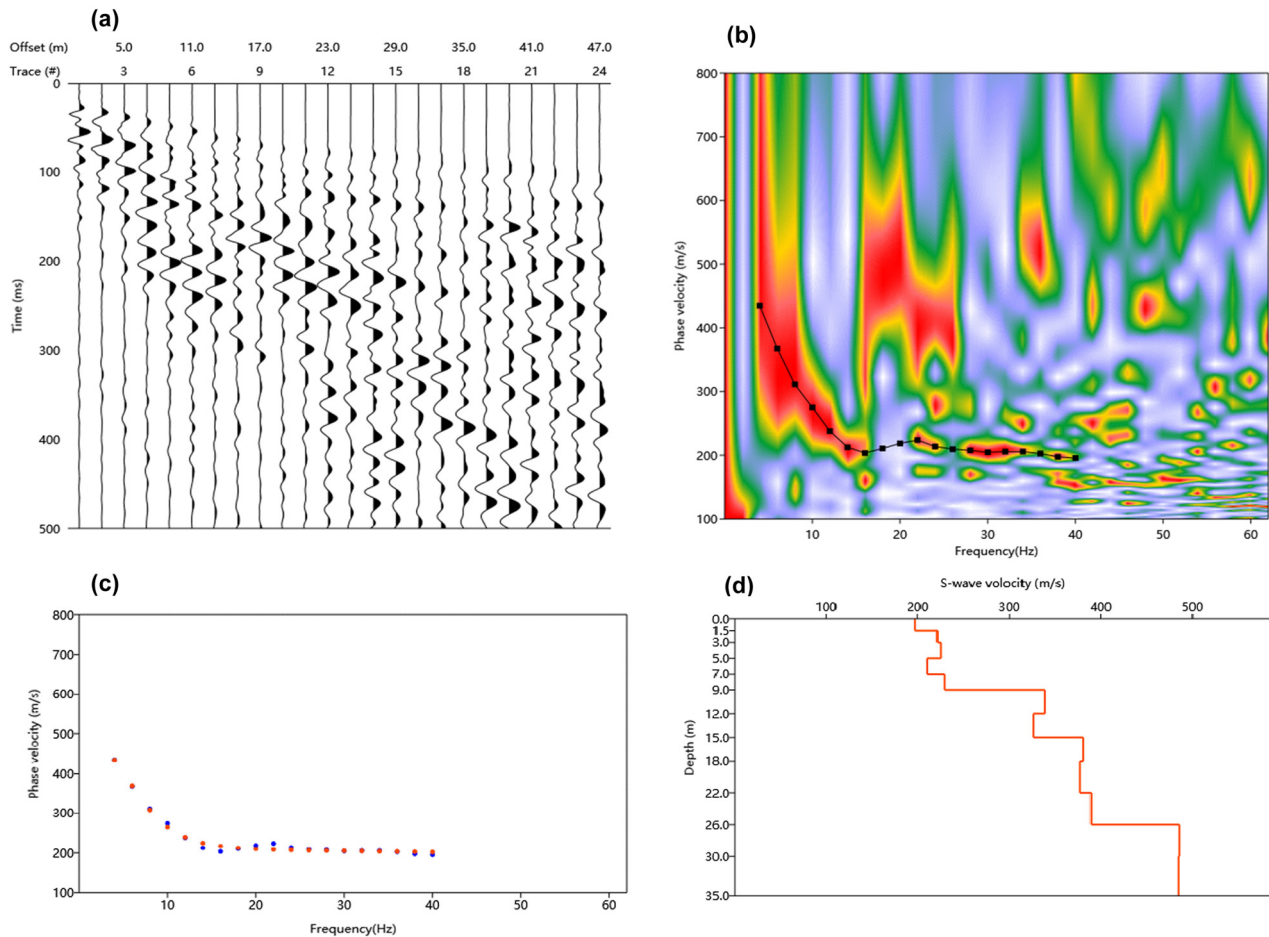 (a)
Offset (m) 5.0 11.0 17.0 23.0 29.0 35.0 41.0 47.0
Trace (#) 3 6 9 12 15 18 21 24
0
100
200
300
400
500
Time (ms)
(b)
800
700
600
500
400
300
200
100
Phase velocity (m/s)
10 20 30 40 50 60
Frequency(Hz)
(c)
800
700
600
500
400
300
200
100
Phase velocity (m/s)
10 20 30 40 50 60
Frequency(Hz)
(d)
S-wave volocity (m/s)
100 200 300 400 500
0.0
1.5
3.0
5.0
7.0
9.0
12.0
15.0
18.0
22.0
26.0
30.0
35.0
Depth (m)